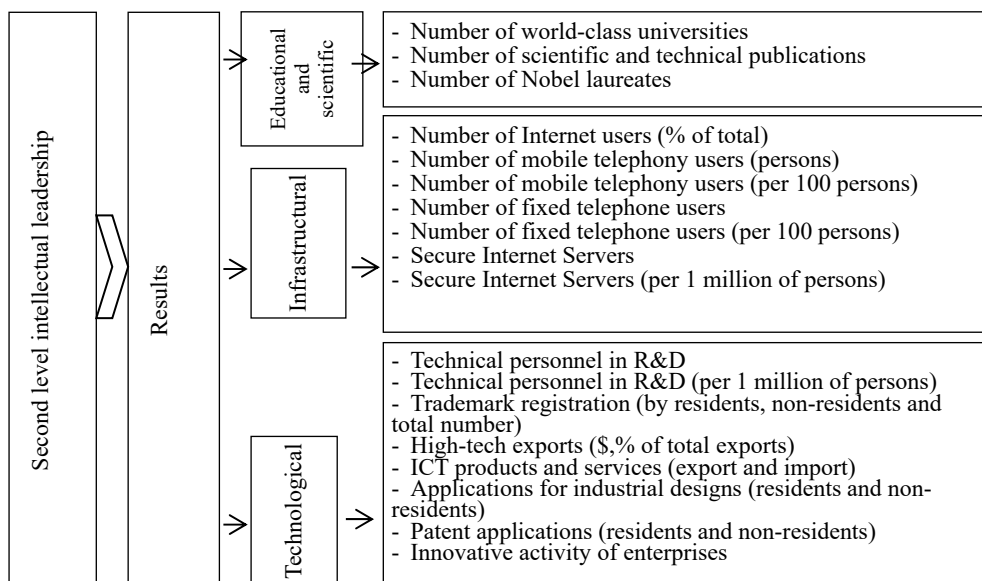 Second level intellectual leadership
Results
Educational
and
scientific
- Number of world-class universities
- Number of scientific and technical publications
- Number of Nobel laureates
Infrastructural
- Number of Internet users (% of total)
- Number of mobile telephony users (persons)
- Number of mobile telephony users (per 100 persons)
- Number of fixed telephone users
- Number of fixed telephone users (per 100 persons)
- Secure Internet Servers
- Secure Internet Servers (per 1 million of persons)
Technological
- Technical personnel in R&D
- Technical personnel in R&D (per 1 million of persons)
- Trademark registration (by residents, non-residents and
total number)
- High-tech exports ($,% of total exports)
- ICT products and services (export and import)
- Applications for industrial designs (residents and non-
residents)
- Patent applications (residents and non-residents)
- Innovative activity of enterprises